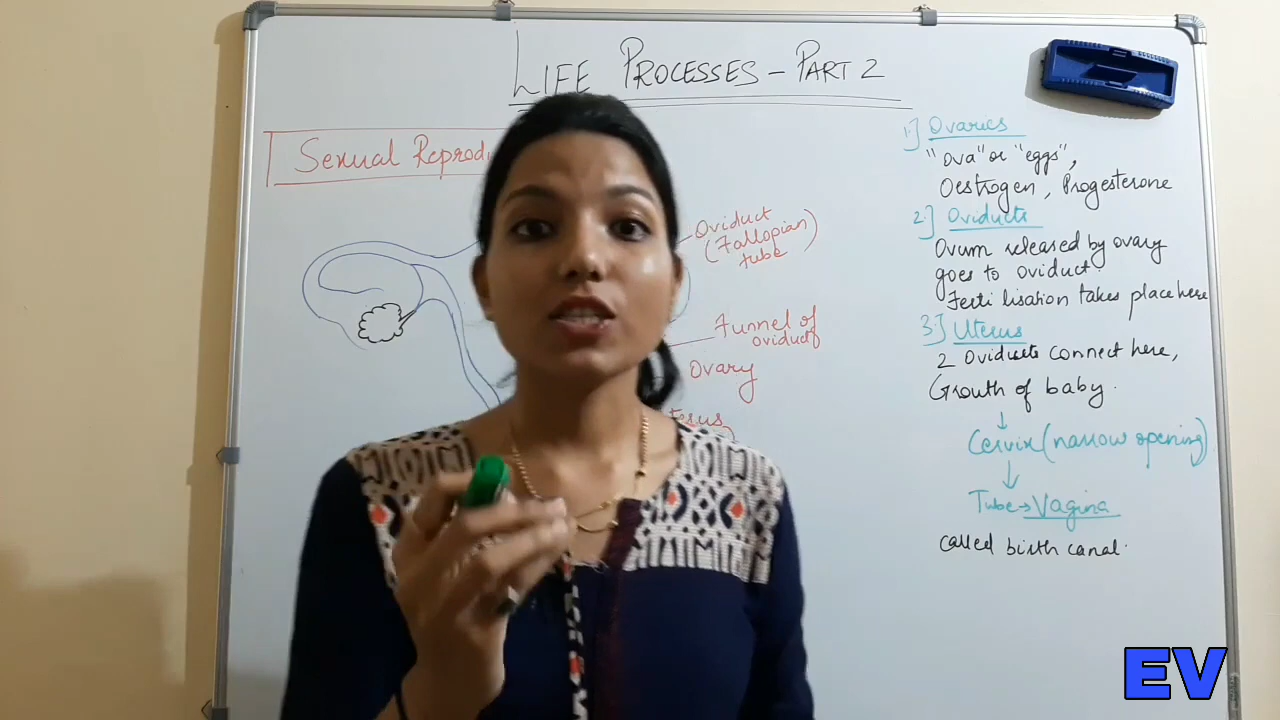 LIFE PROCESSES - PART 2
Sexual Reprodu
Oviduct
(Fallopian
tube)
Funnel of
oviduct
Ovary
terus
1.] Ovaries
"ova" or "eggs",
Oestrogen, Progesterone
2.] Oviducts
Ovum released by ovary
goes to oviduct.
Fertilisation takes place here
3.] Uterus
2 Oviducts connect here,
Growth of baby.
↓
Cervix (narrow opening)
↓
Tube → Vagina
called birth canal.
EV